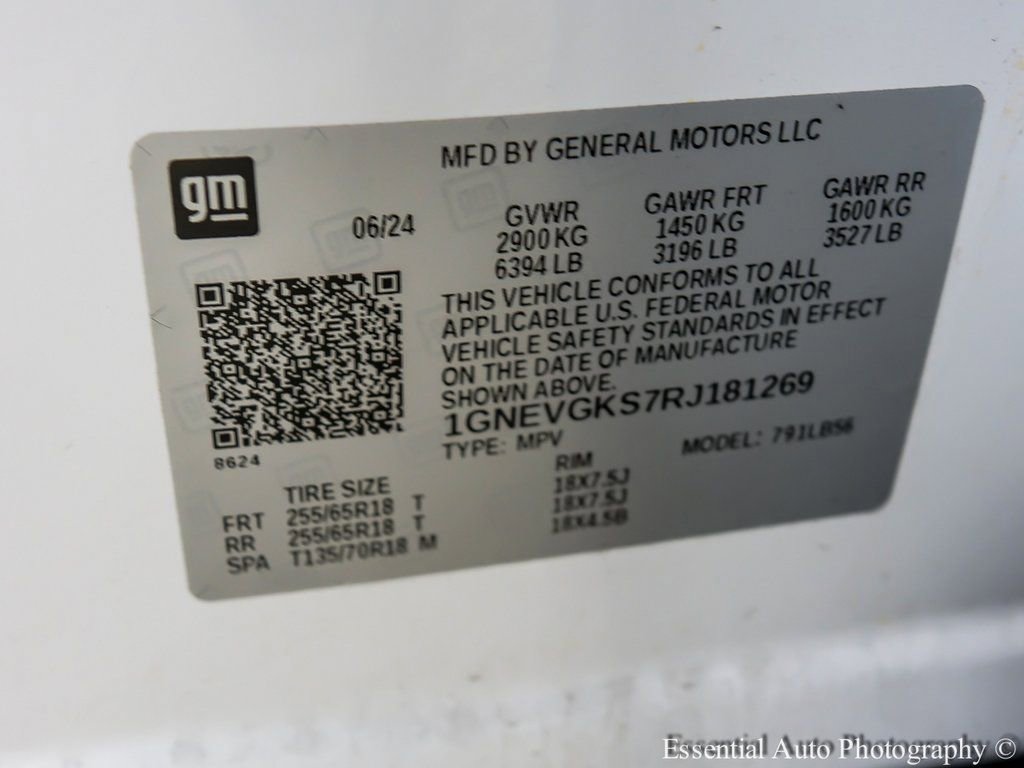 gm
MFD BY GENERAL MOTORS LLC
06/24
GVWR GAWR FRT GAWR RR
2900 KG 1450 KG 1600 KG
6394 LB 3196 LB 3527 LB
THIS VEHICLE CONFORMS TO ALL
APPLICABLE U.S. FEDERAL MOTOR
VEHICLE SAFETY STANDARDS IN EFFECT
ON THE DATE OF MANUFACTURE
SHOWN ABOVE.
1GNEVGKS7RJ181269
TYPE: MPV MODEL: 791LB56
8624
TIRE SIZE RIM
FRT 255/65R18 T 18X7.5J
RR 255/65R18 T 18X7.5J
SPA T135/70R18 M 18X4.5B
Essential Auto Photography ©